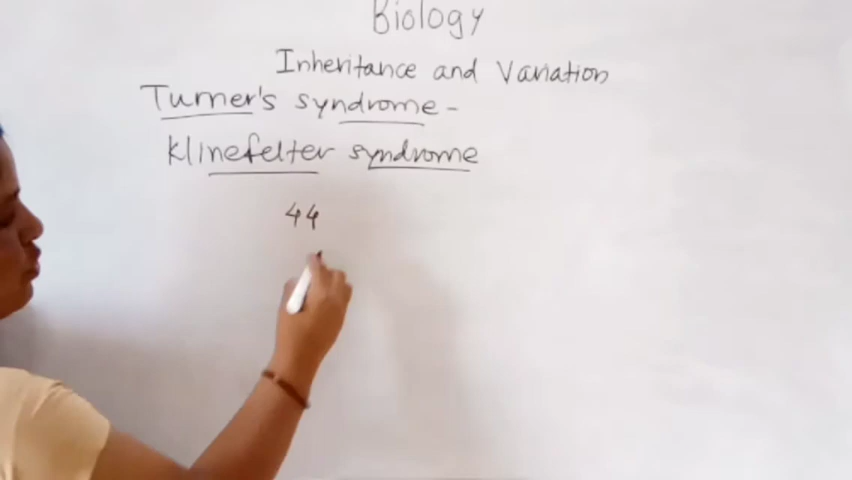 Biology
Inheritance and Variation
Turner's syndrome -
Klinefelter syndrome
44